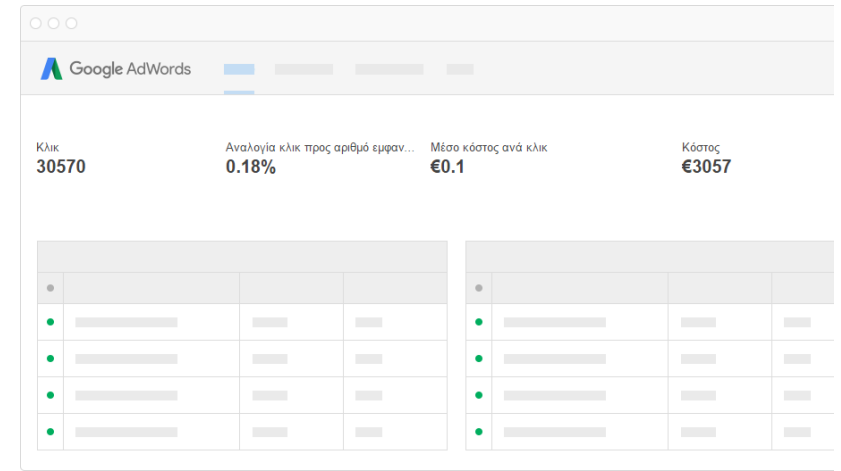 Google AdWords
Κλικ
30570
Αναλογία κλικ προς αριθμό εμφαν...
0.18%
Μέσο κόστος ανά κλικ
€0.1
Κόστος
€3057